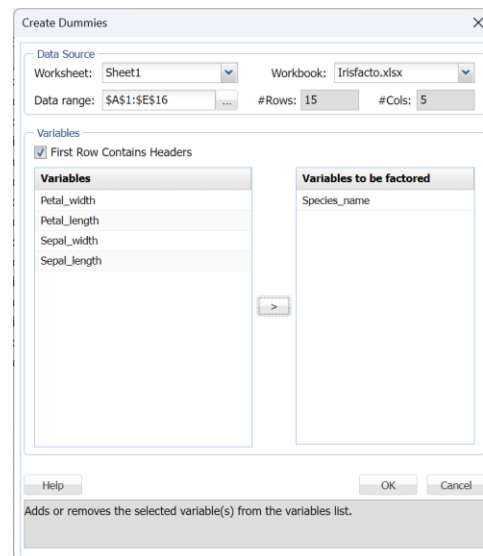 Create Dummies
Data Source
Worksheet: Sheet1 Workbook: Irisfacto.xlsx
Data range: $A$1:$E$16 ... #Rows: 15 #Cols: 5
Variables
First Row Contains Headers
Variables Variables to be factored
Petal_width Species_name
Petal_length
Sepal_width
Sepal_length
>
Help OK Cancel
Adds or removes the selected variable(s) from the variables list.